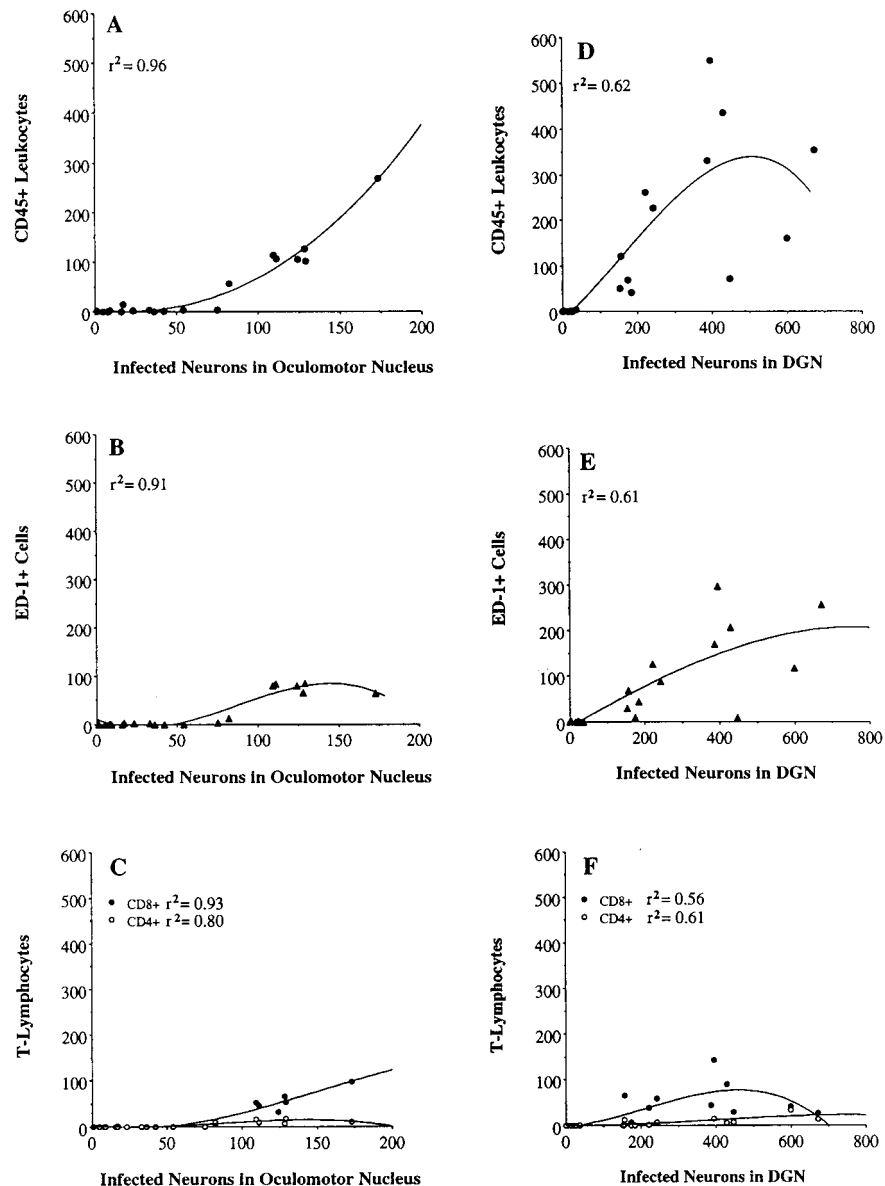 A
r² = 0.96
600
500
400
300
200
100
0
CD45+ Leukocytes
0 50 100 150 200
Infected Neurons in Oculomotor Nucleus
D
r² = 0.62
600
500
400
300
200
100
0
CD45+ Leukocytes
0 200 400 600 800
Infected Neurons in DGN
B
r² = 0.91
600
500
400
300
200
100
0
ED-1+ Cells
0 50 100 150 200
Infected Neurons in Oculomotor Nucleus
E
r² = 0.61
600
500
400
300
200
100
0
ED-1+ Cells
0 200 400 600 800
Infected Neurons in DGN
C
CD8+ r² = 0.93
CD4+ r² = 0.80
600
500
400
300
200
100
0
T-Lymphocytes
0 50 100 150 200
Infected Neurons in Oculomotor Nucleus
F
CD8+ r² = 0.56
CD4+ r² = 0.61
600
500
400
300
200
100
0
T-Lymphocytes
0 200 400 600 800
Infected Neurons in DGN